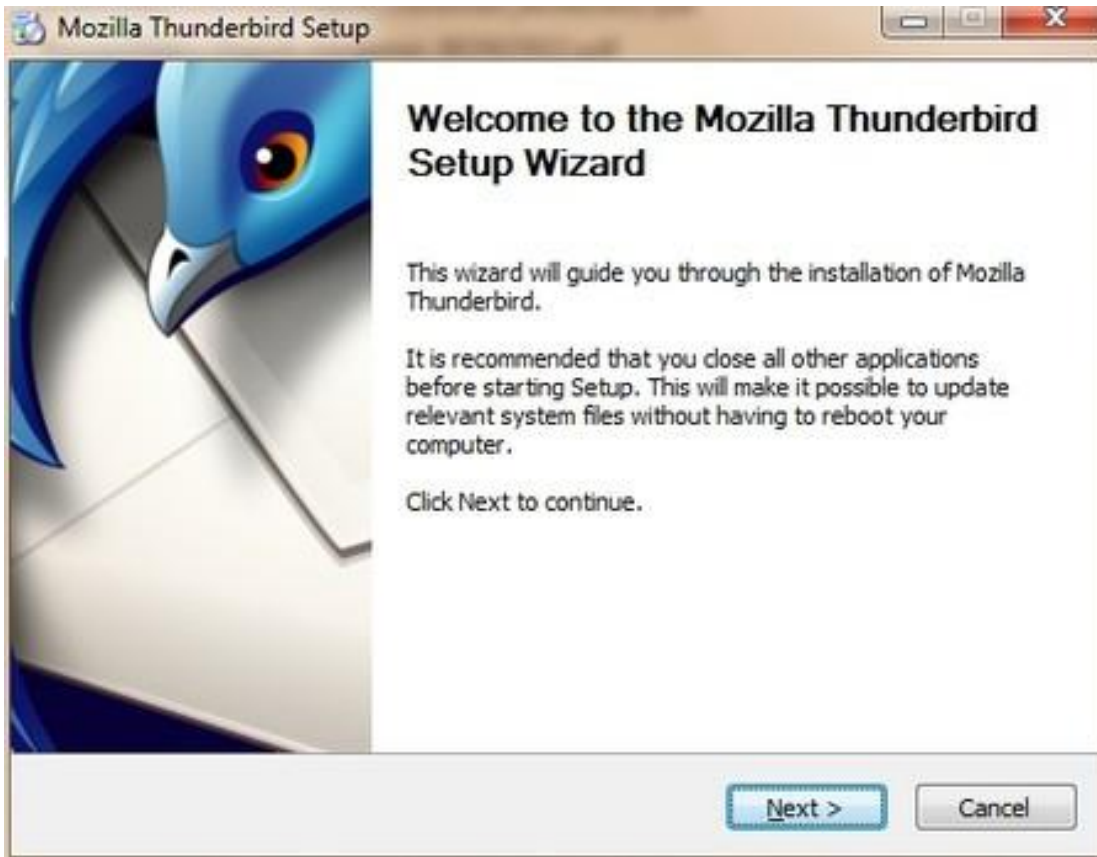 Mozilla Thunderbird Setup
Welcome to the Mozilla Thunderbird
Setup Wizard
This wizard will guide you through the installation of Mozilla
Thunderbird.
It is recommended that you close all other applications
before starting Setup. This will make it possible to update
relevant system files without having to reboot your
computer.
Click Next to continue.
Next >
Cancel